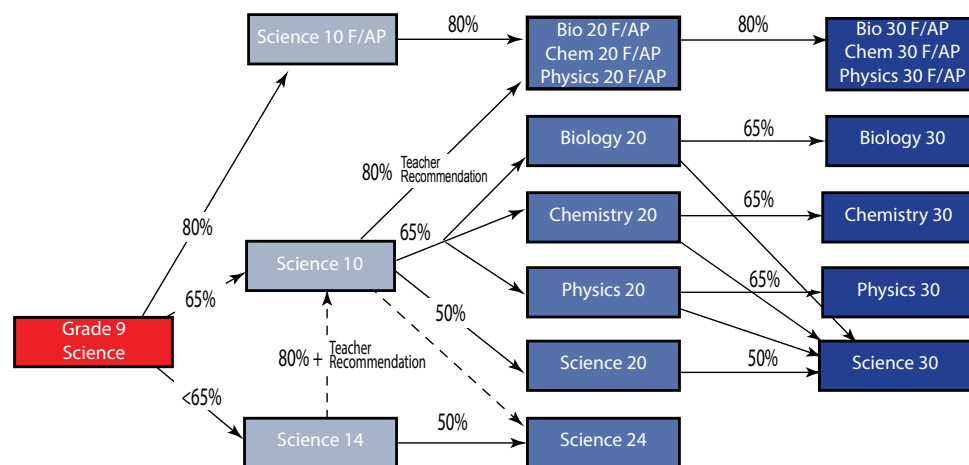 Science 10 F/AP
80%
Bio 20 F/AP
Chem 20 F/AP
Physics 20 F/AP
80%
Bio 30 F/AP
Chem 30 F/AP
Physics 30 F/AP
Biology 20
65%
Biology 30
80% Teacher
Recommendation
80%
Chemistry 20
65%
Chemistry 30
65%
Science 10
65%
Physics 20
65%
Physics 30
50%
Grade 9
Science
80% + Teacher
Recommendation
Science 20
50%
Science 30
<65%
Science 14
50%
Science 24